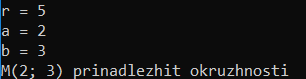 r = 5
a = 2
b = 3
M(2; 3) prinadlezhit okruzhnosti